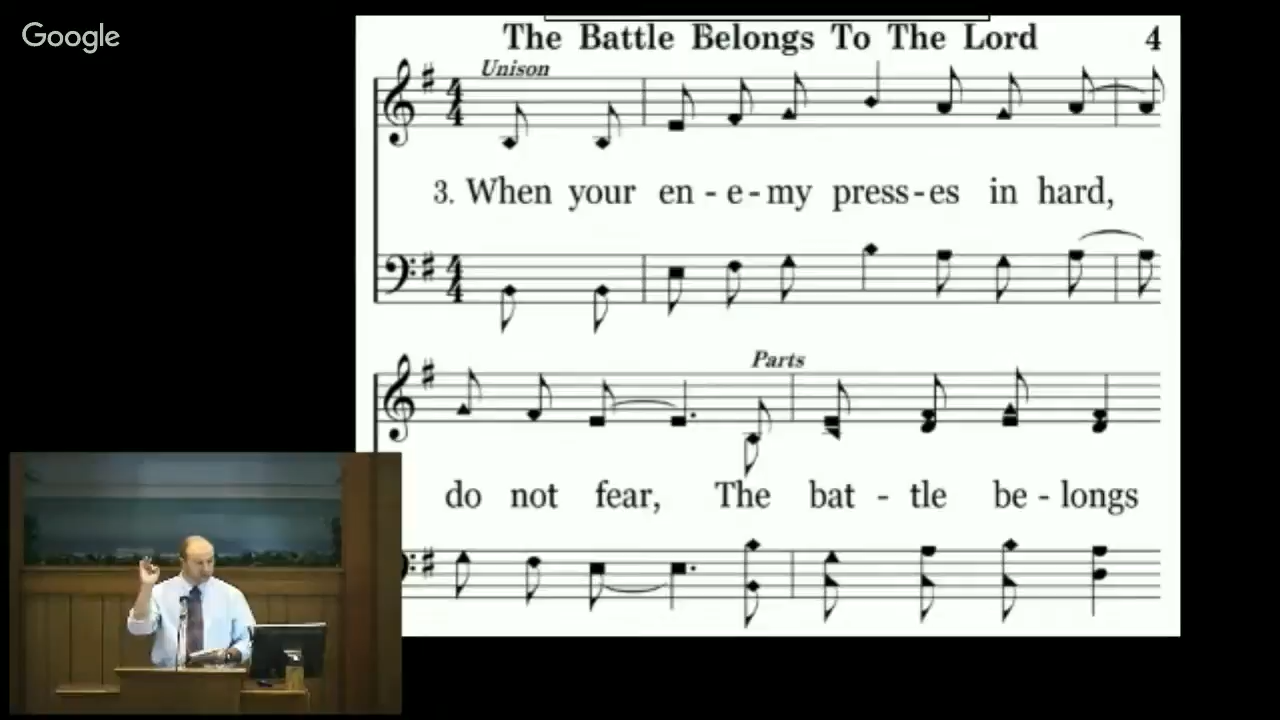 Google
The Battle Belongs To The Lord 4
Unison
3. When your en - e - my press - es in hard,
Parts
do not fear, The bat - tle be - longs